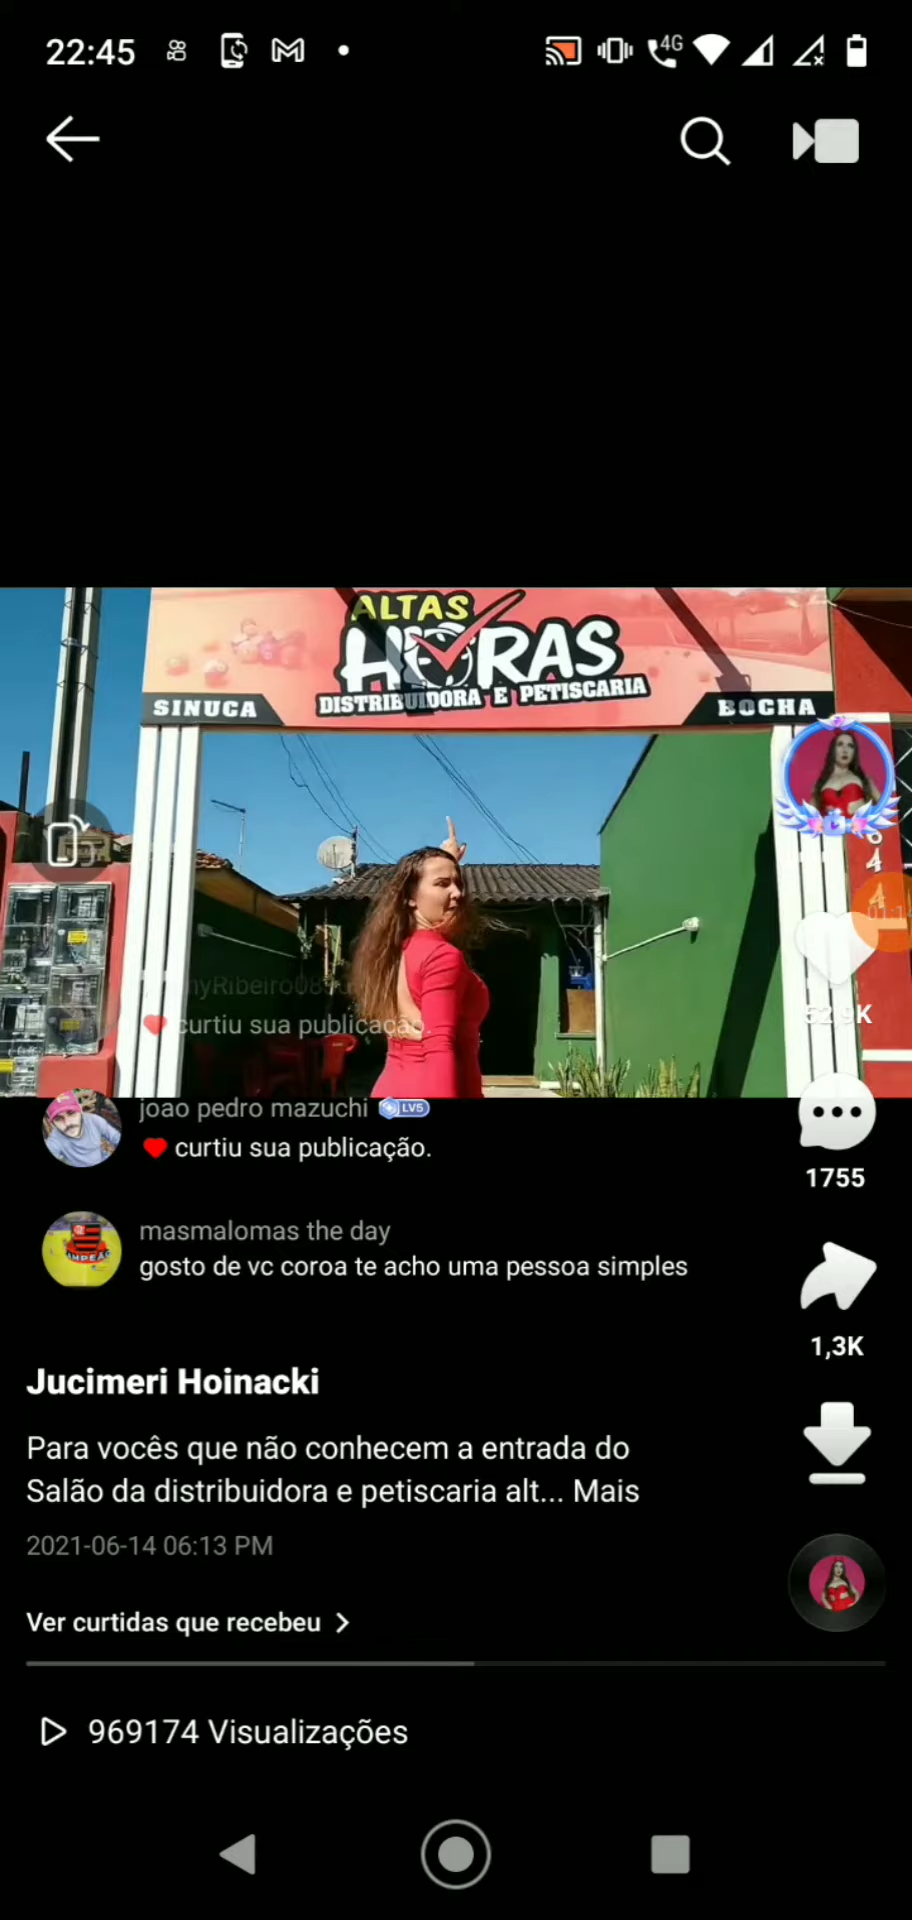 22:45
4G
ALTAS
HORAS
DISTRIBUIDORA E PETISCARIA
SINUCA
BOCHA
curtiu sua publicação.
52,9K
joao pedro mazuchi LV5
curtiu sua publicação.
1755
masmalomas the day
gosto de vc coroa te acho uma pessoa simples
1,3K
Jucimeri Hoinacki
Para vocês que não conhecem a entrada do
Salão da distribuidora e petiscaria alt... Mais
2021-06-14 06:13 PM
Ver curtidas que recebeu
969174 Visualizações